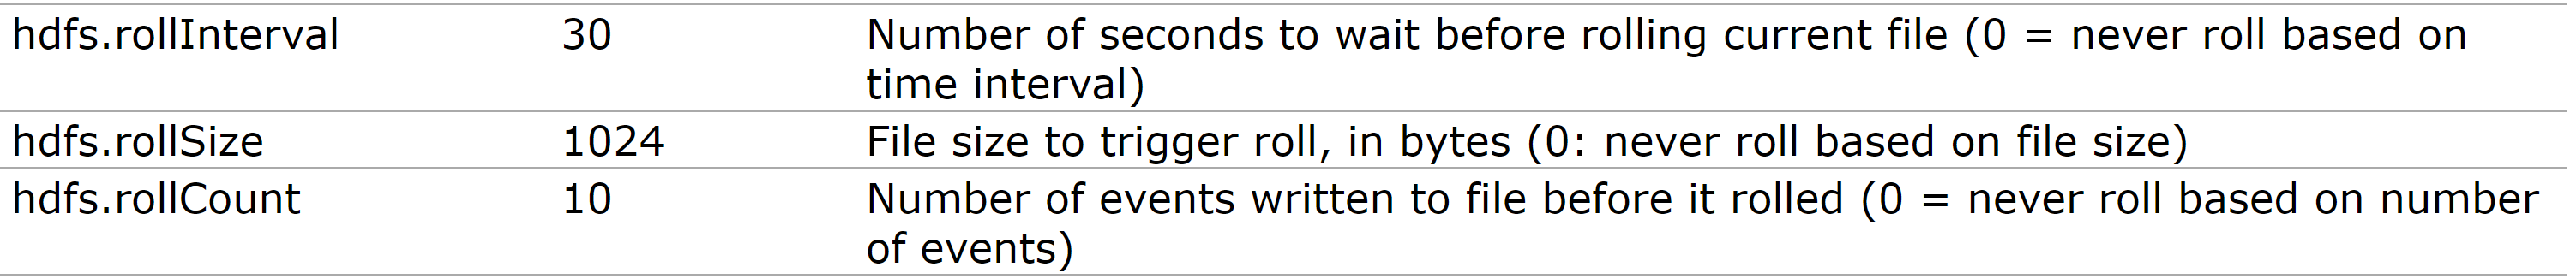 hdfs.rollInterval 30 Number of seconds to wait before rolling current file (0 = never roll based on
time interval)
hdfs.rollSize 1024 File size to trigger roll, in bytes (0: never roll based on file size)
hdfs.rollCount 10 Number of events written to file before it rolled (0 = never roll based on number
of events)